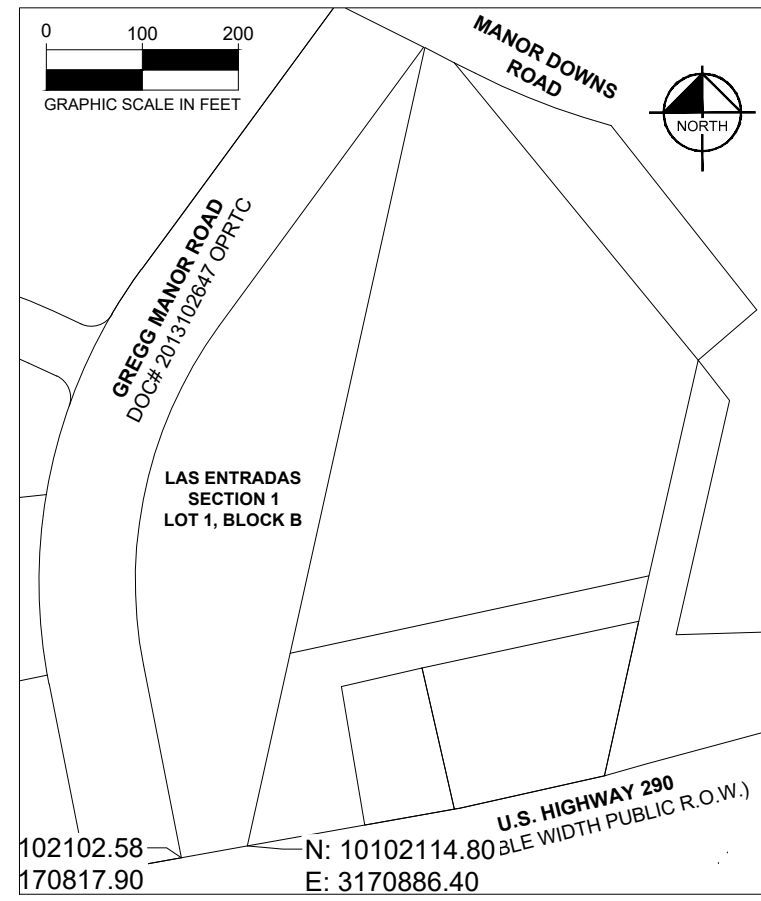 0 100 200
GRAPHIC SCALE IN FEET
MANOR DOWNS
ROAD
NORTH
GREGG MANOR ROAD
DOC# 2013102647 OPRTC
LAS ENTRADAS
SECTION 1
LOT 1, BLOCK B
U.S. HIGHWAY 290
BLE WIDTH PUBLIC R.O.W.)
102102.58
170817.90
N: 10102114.80
E: 3170886.40